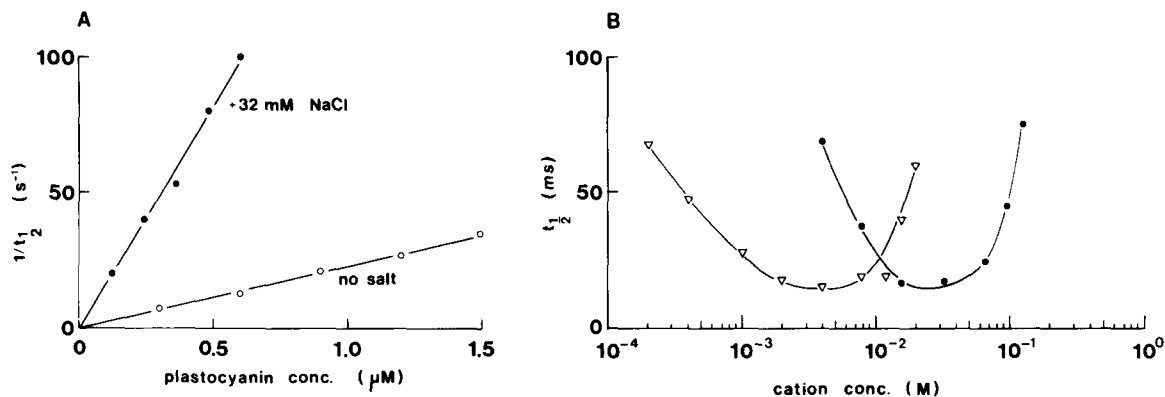 A
100
50
0
1/t1/2 (s⁻¹)
+32 mM NaCl
no salt
0 0.5 1.0 1.5
plastocyanin conc. (μM)
B
100
50
0
t1/2 (ms)
10⁻⁴ 10⁻³ 10⁻² 10⁻¹ 10⁰
cation conc. (M)